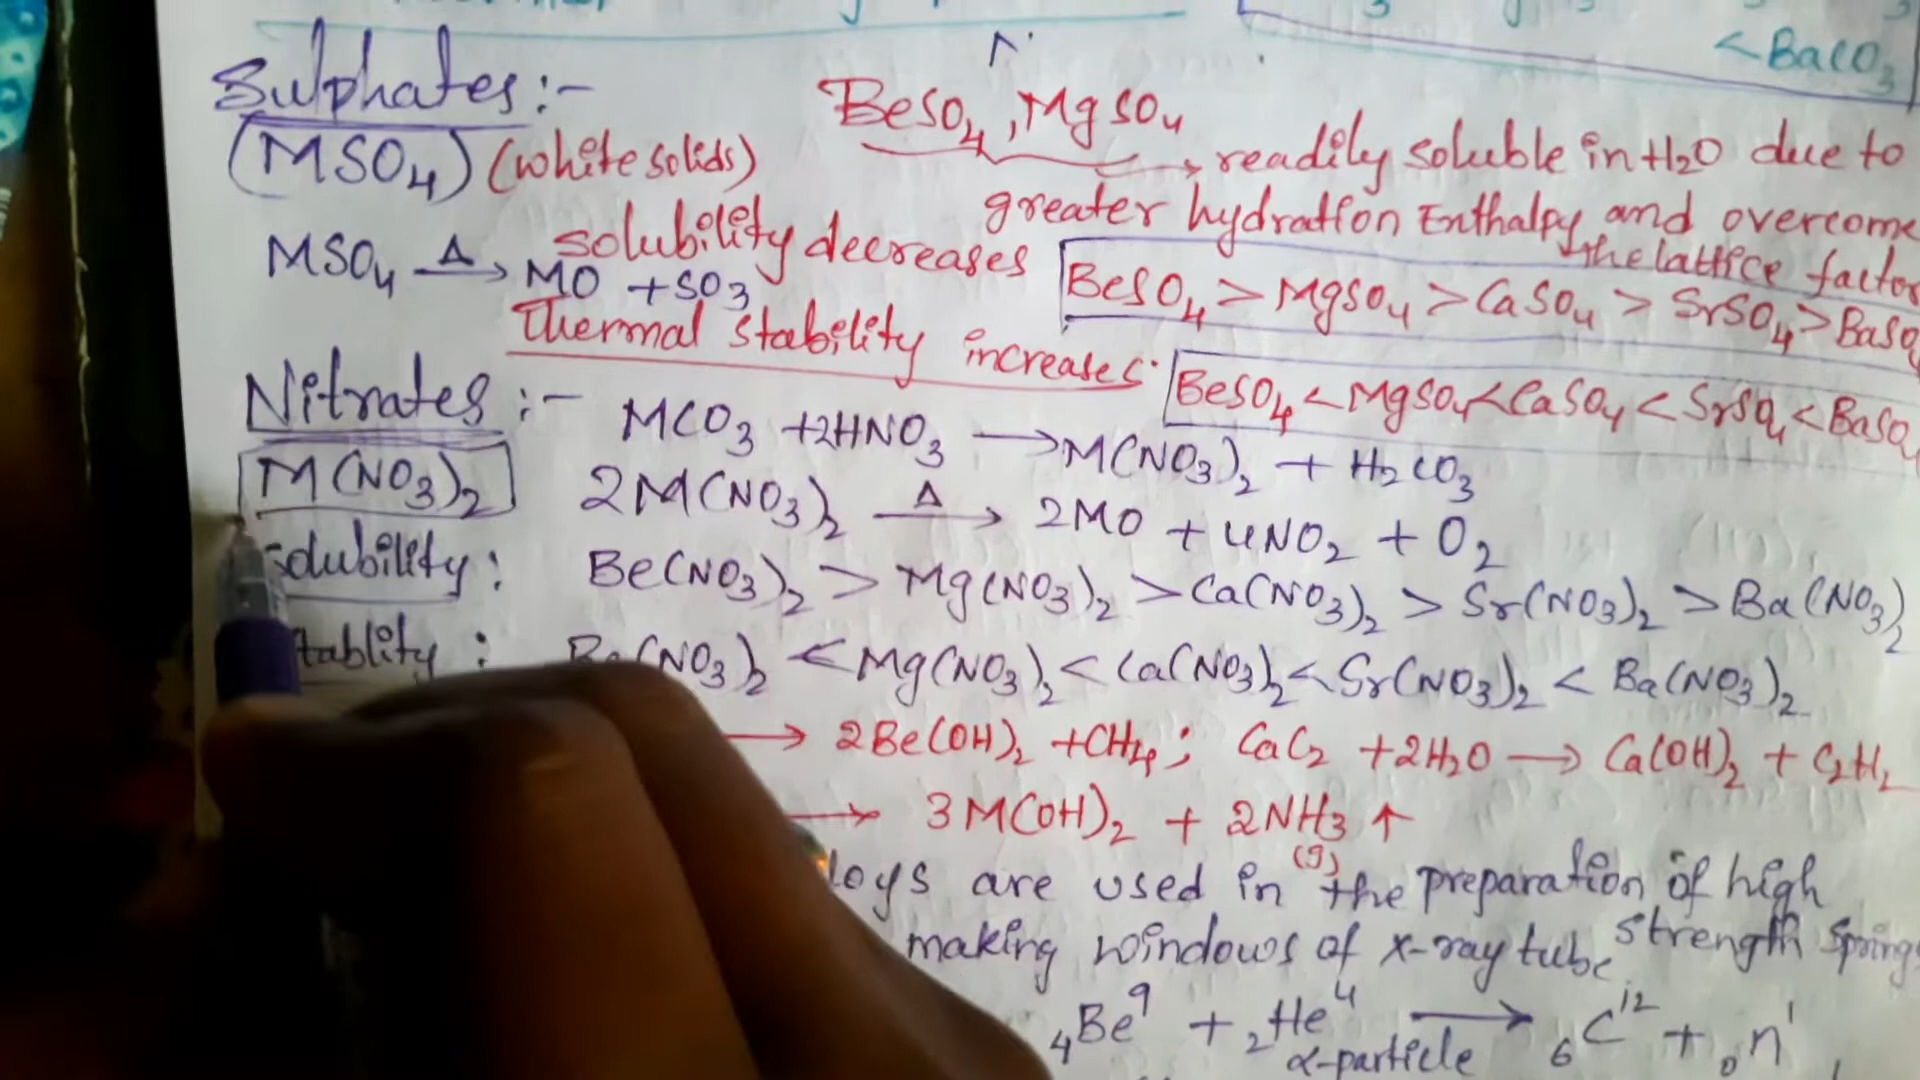 < BaCO3
Sulphates :-
BeSO4, MgSO4
(MSO4) (white solids)
→ readily soluble in H2O due to
greater hydration Enthalpy and overcome
the lattice factor
solubility decreases
MSO4 —Δ→ MO + SO3
BeSO4 > MgSO4 > CaSO4 > SrSO4 > BaSO4
Thermal stability increases.
BeSO4 < MgSO4 < CaSO4 < SrSO4 < BaSO4
Nitrates :-
MCO3 + 2HNO3 → M(NO3)2 + H2CO3
M(NO3)2
2M(NO3)2 —Δ→ 2MO + 4NO2 + O2
solubility : Be(NO3)2 > Mg(NO3)2 > Ca(NO3)2 > Sr(NO3)2 > Ba(NO3)2
tablity : Be(NO3)2 < Mg(NO3)2 < Ca(NO3)2 < Sr(NO3)2 < Ba(NO3)2
→ 2Be(OH)2 + CH4 ; CaC2 + 2H2O → Ca(OH)2 + C2H2
→ 3M(OH)2 + 2NH3 ↑
(g)
loys are used in the preparation of high
strength springs
making windows of x-ray tube
4Be9 + 2He4 → 6C12 + 0n1
α-particle